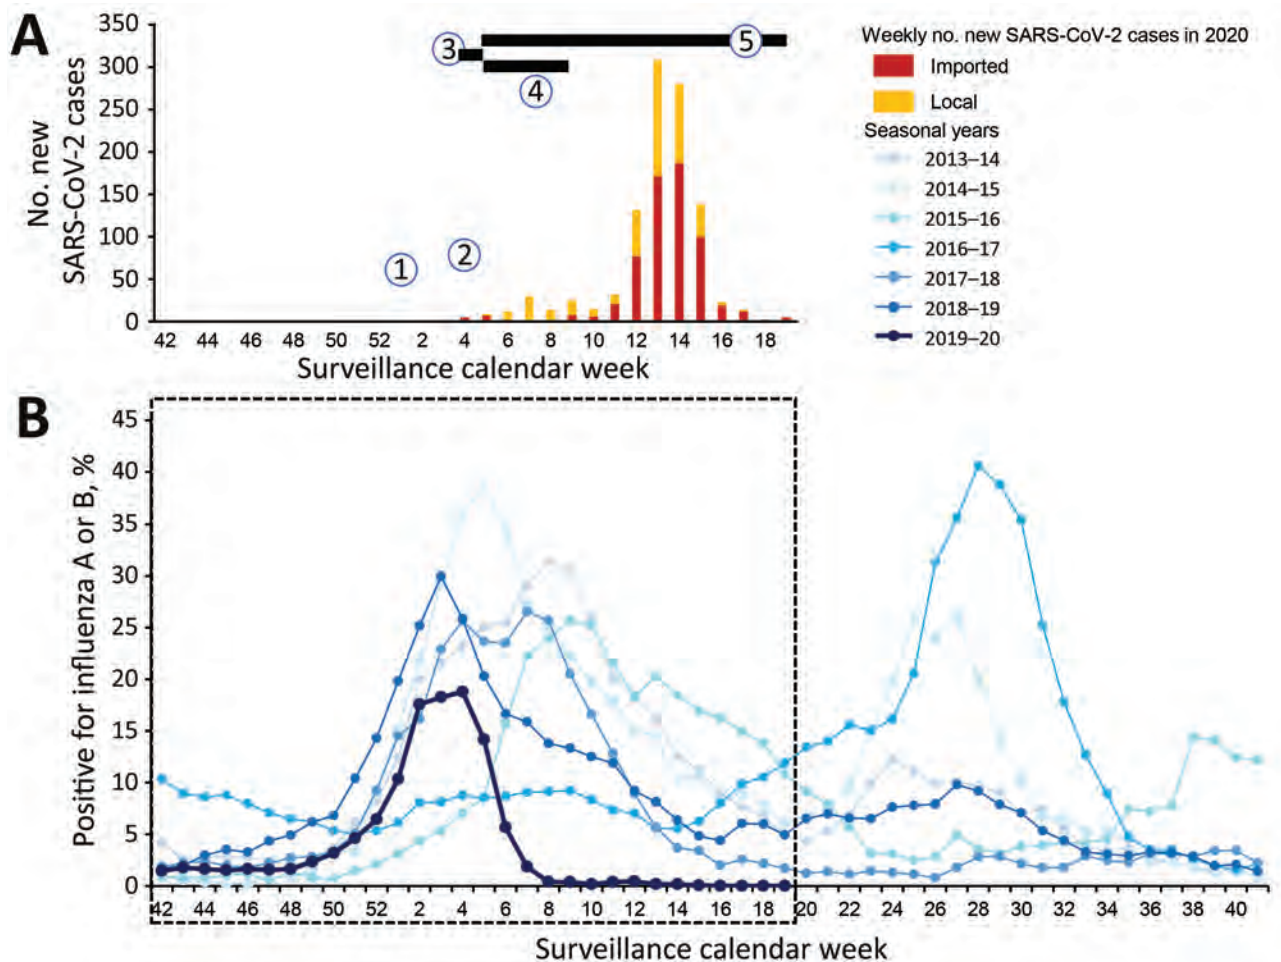 A
350
300
250
200
150
100
50
0
No. new
SARS-CoV-2 cases
1
2
3
4
5
42 44 46 48 50 52 2 4 6 8 10 12 14 16 18
Surveillance calendar week
Weekly no. new SARS-CoV-2 cases in 2020
Imported
Local
Seasonal years
2013–14
2014–15
2015–16
2016–17
2017–18
2018–19
2019–20
B
45
40
35
30
25
20
15
10
5
0
Positive for influenza A or B, %
42 44 46 48 50 52 2 4 6 8 10 12 14 16 18 20 22 24 26 28 30 32 34 36 38 40
Surveillance calendar week